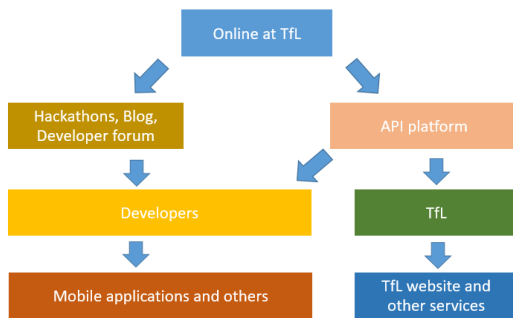 Online at TfL
Hackathons, Blog,
Developer forum
API platform
Developers
TfL
Mobile applications and others
TfL website and
other services